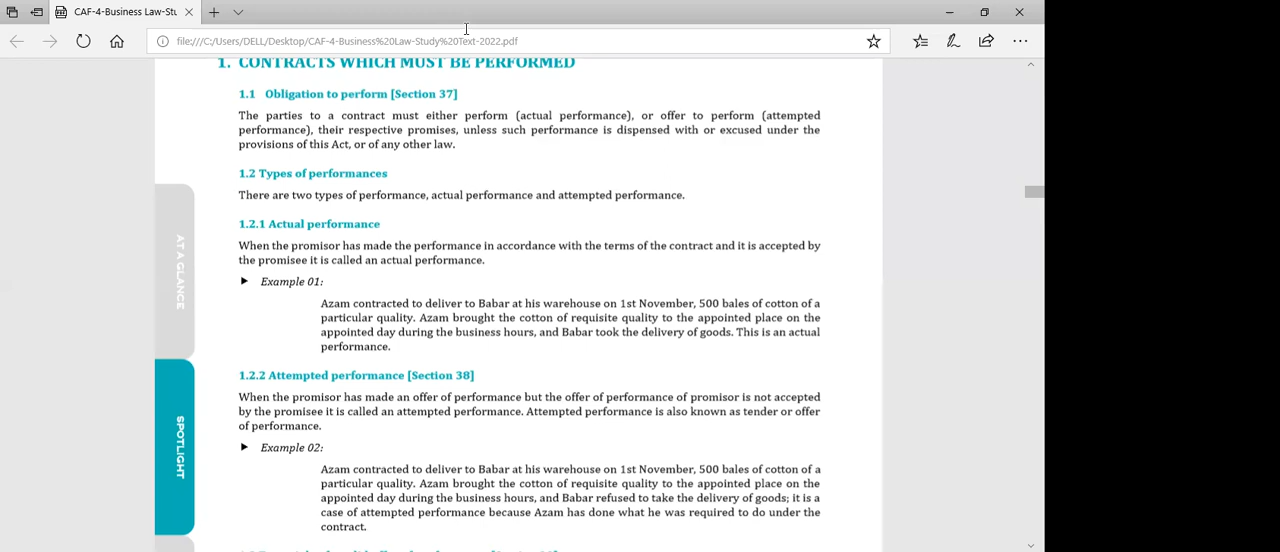 CAF-4-Business Law-Stu
file:///C:/Users/DELL/Desktop/CAF-4-Business%20Law-Study%20Text-2022.pdf
1. CONTRACTS WHICH MUST BE PERFORMED
1.1 Obligation to perform [Section 37]
The parties to a contract must either perform (actual performance), or offer to perform (attempted
performance), their respective promises, unless such performance is dispensed with or excused under the
provisions of this Act, or of any other law.
1.2 Types of performances
There are two types of performance, actual performance and attempted performance.
1.2.1 Actual performance
When the promisor has made the performance in accordance with the terms of the contract and it is accepted by
the promisee it is called an actual performance.
Example 01:
Azam contracted to deliver to Babar at his warehouse on 1st November, 500 bales of cotton of a
particular quality. Azam brought the cotton of requisite quality to the appointed place on the
appointed day during the business hours, and Babar took the delivery of goods. This is an actual
performance.
1.2.2 Attempted performance [Section 38]
When the promisor has made an offer of performance but the offer of performance of promisor is not accepted
by the promisee it is called an attempted performance. Attempted performance is also known as tender or offer
of performance.
Example 02:
Azam contracted to deliver to Babar at his warehouse on 1st November, 500 bales of cotton of a
particular quality. Azam brought the cotton of requisite quality to the appointed place on the
appointed day during the business hours, and Babar refused to take the delivery of goods; it is a
case of attempted performance because Azam has done what he was required to do under the
contract.
AT A GLANCE
SPOTLIGHT